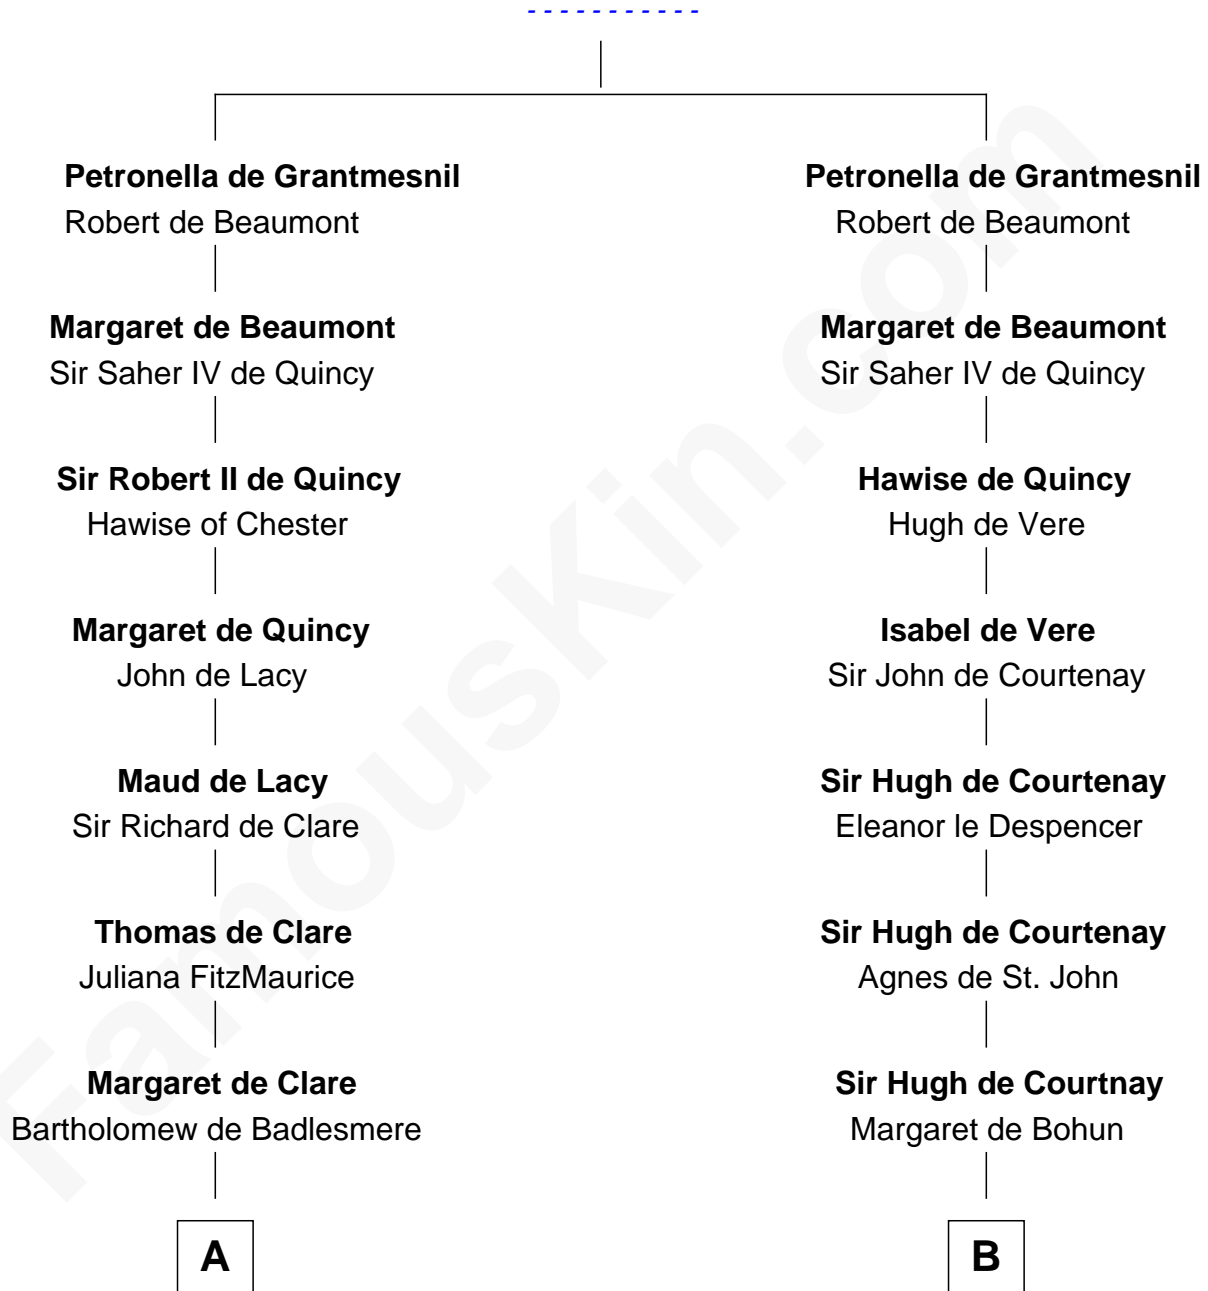 - - - - - - - - - - -
Petronella de Grantmesnil
Robert de Beaumont
Petronella de Grantmesnil
Robert de Beaumont
Margaret de Beaumont
Sir Saher IV de Quincy
Margaret de Beaumont
Sir Saher IV de Quincy
Sir Robert II de Quincy
Hawise of Chester
Hawise de Quincy
Hugh de Vere
Margaret de Quincy
John de Lacy
Isabel de Vere
Sir John de Courtenay
Maud de Lacy
Sir Richard de Clare
Sir Hugh de Courtenay
Eleanor le Despencer
Thomas de Clare
Juliana FitzMaurice
Sir Hugh de Courtenay
Agnes de St. John
Margaret de Clare
Bartholomew de Badlesmere
Sir Hugh de Courtnay
Margaret de Bohun
A
B
FamousKin.com